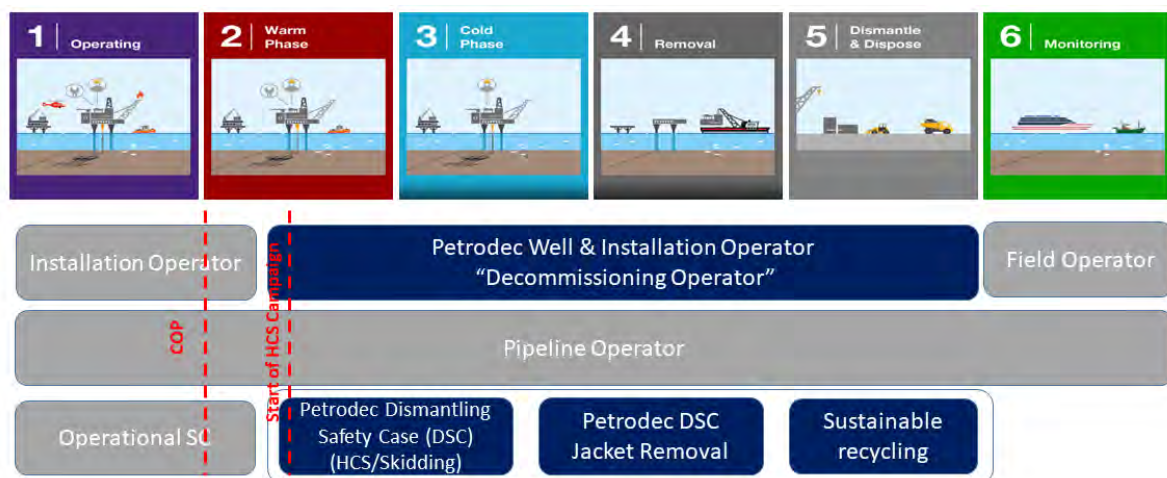 1 Operating
2 Warm
Phase
3 Cold
Phase
4 Removal
5 Dismantle
& Dispose
6 Monitoring
Installation Operator
Petrodec Well & Installation Operator
“Decommissioning Operator”
Field Operator
COP
Start of HCS Campaign
Pipeline Operator
Operational SC
Petrodec Dismantling
Safety Case (DSC)
(HCS/Skidding)
Petrodec DSC
Jacket Removal
Sustainable
recycling